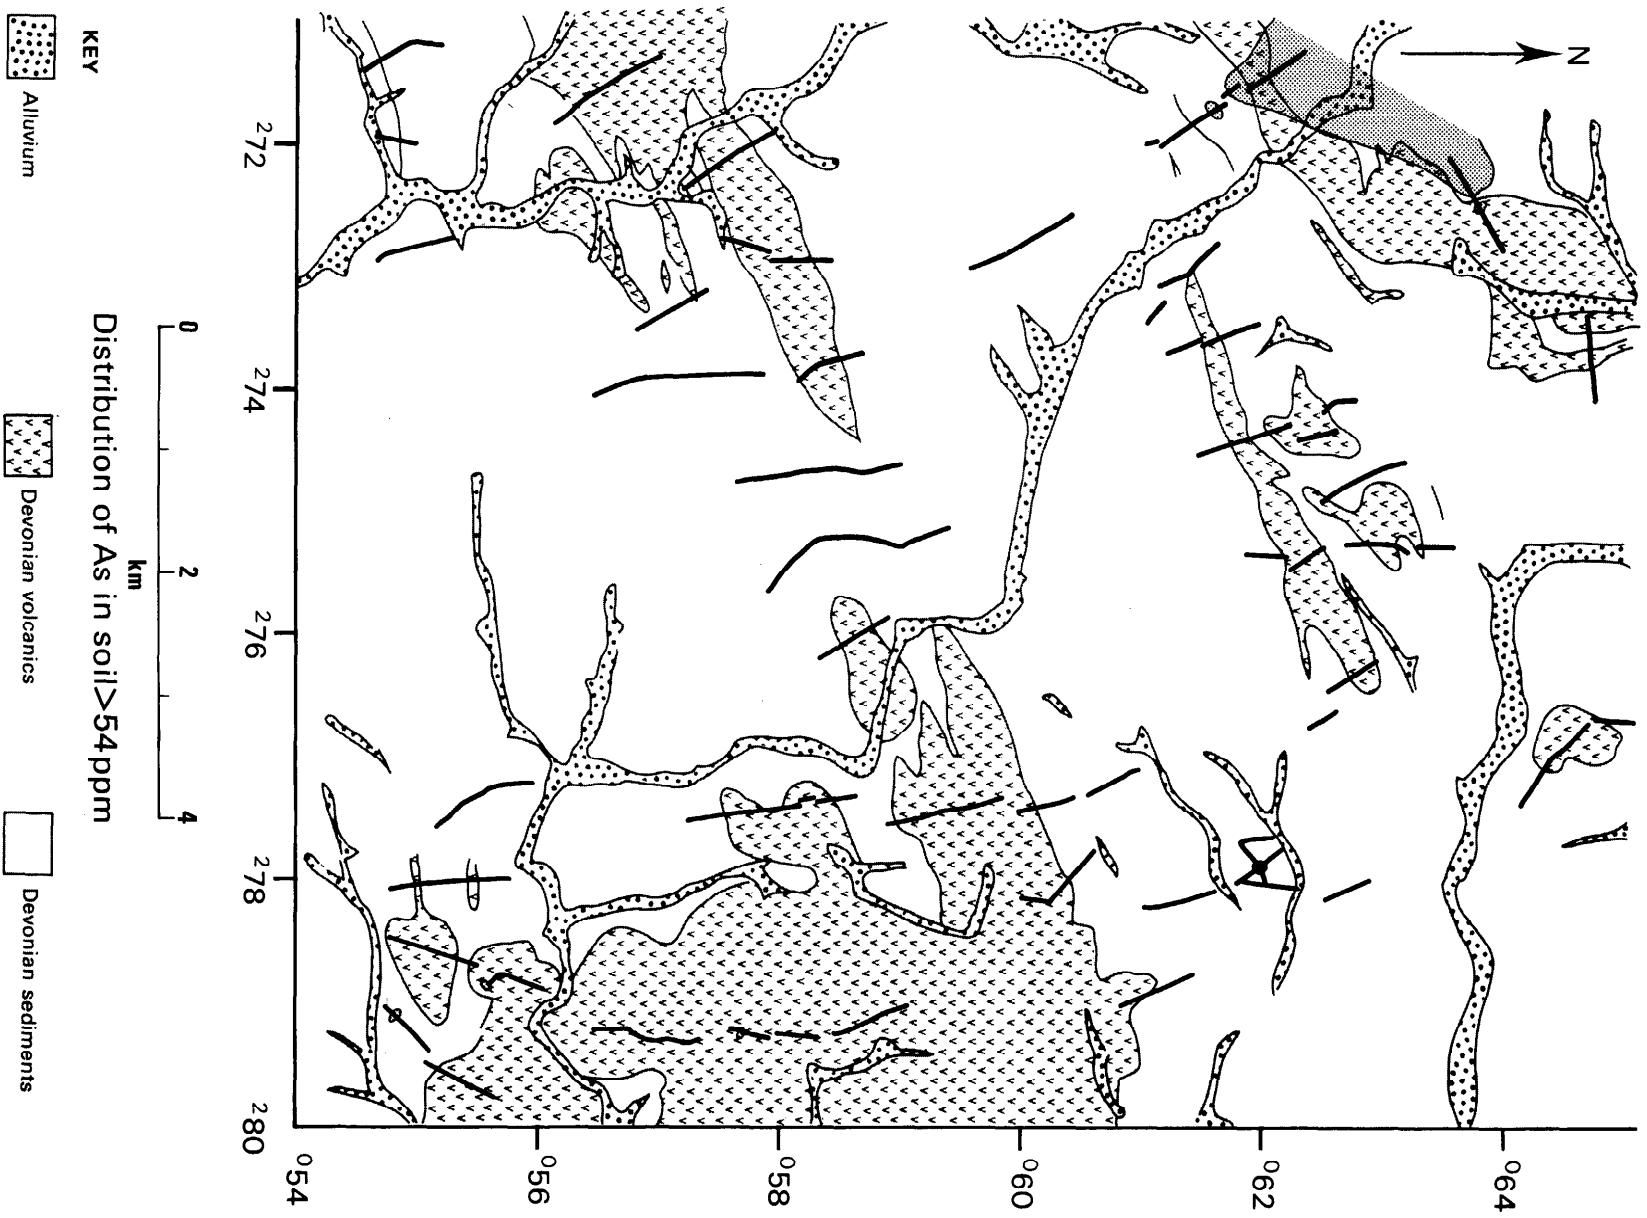 N
⁰54
⁰56
⁰58
⁰60
⁰62
⁰64
²72
²74
²76
²78
²80
0
2
4
km
Distribution of As in soil>54ppm
KEY
Alluvium
Devonian volcanics
Devonian sediments